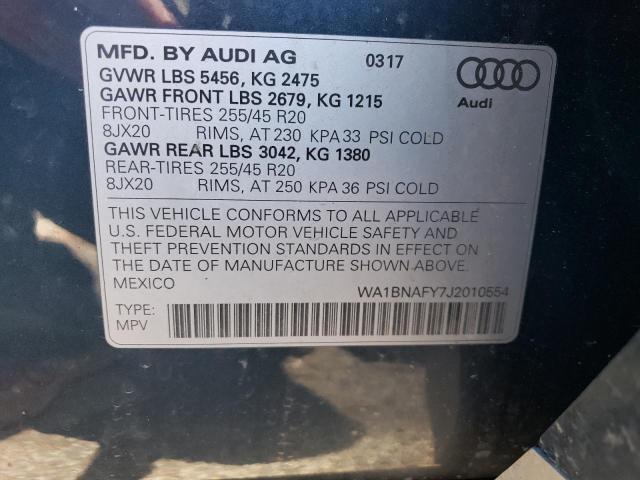 MFD. BY AUDI AG 0317
GVWR LBS 5456, KG 2475
GAWR FRONT LBS 2679, KG 1215
FRONT-TIRES 255/45 R20
8JX20 RIMS, AT 230 KPA 33 PSI COLD
GAWR REAR LBS 3042, KG 1380
REAR-TIRES 255/45 R20
8JX20 RIMS, AT 250 KPA 36 PSI COLD
Audi
THIS VEHICLE CONFORMS TO ALL APPLICABLE
U.S. FEDERAL MOTOR VEHICLE SAFETY AND
THEFT PREVENTION STANDARDS IN EFFECT ON
THE DATE OF MANUFACTURE SHOWN ABOVE.
MEXICO WA1BNAFY7J2010554
TYPE:
MPV